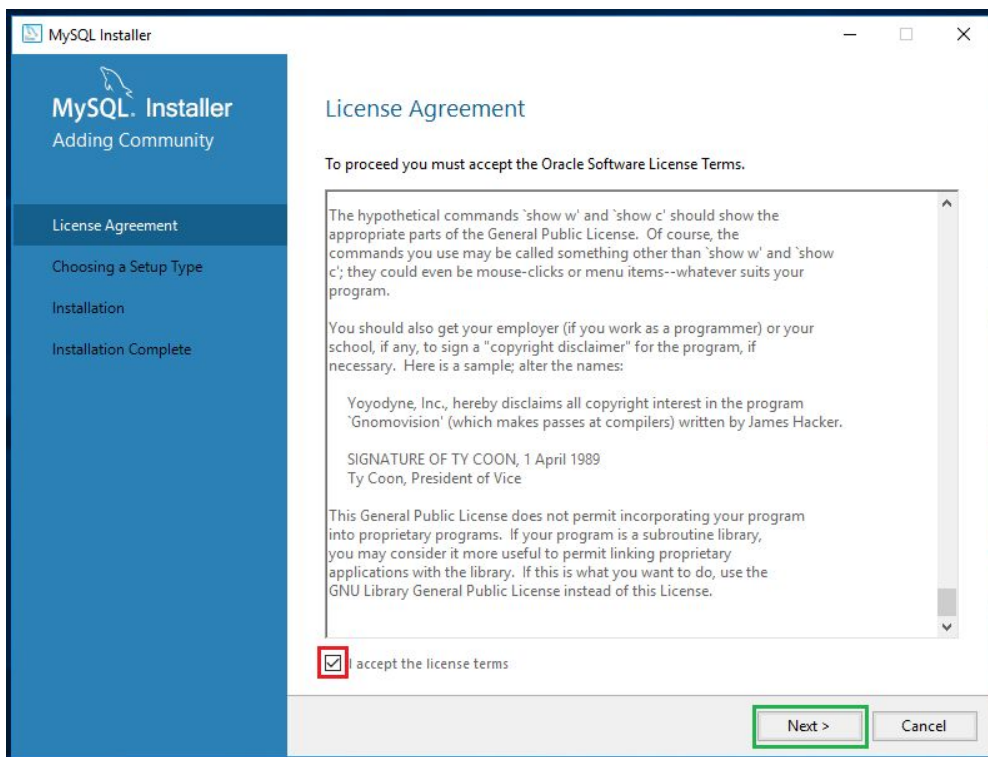 MySQL Installer
MySQL. Installer
Adding Community
License Agreement
Choosing a Setup Type
Installation
Installation Complete
License Agreement
To proceed you must accept the Oracle Software License Terms.
The hypothetical commands `show w' and `show c' should show the
appropriate parts of the General Public License.  Of course, the
commands you use may be called something other than `show w' and `show
c'; they could even be mouse-clicks or menu items--whatever suits your
program.
You should also get your employer (if you work as a programmer) or your
school, if any, to sign a "copyright disclaimer" for the program, if
necessary.  Here is a sample; alter the names:
Yoyodyne, Inc., hereby disclaims all copyright interest in the program
`Gnomovision' (which makes passes at compilers) written by James Hacker.
SIGNATURE OF TY COON, 1 April 1989
Ty Coon, President of Vice
This General Public License does not permit incorporating your program
into proprietary programs.  If your program is a subroutine library,
you may consider it more useful to permit linking proprietary
applications with the library.  If this is what you want to do, use the
GNU Library General Public License instead of this License.
I accept the license terms
Next >
Cancel